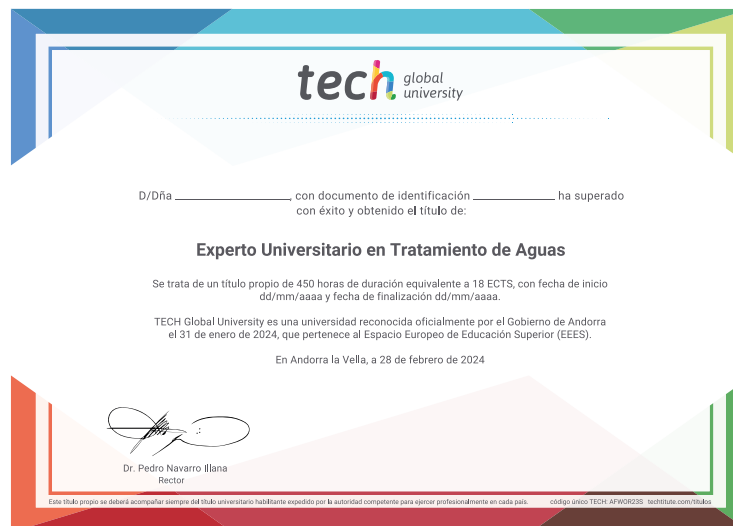 tech global
university
D/Dña ______________, con documento de identificación __________ ha superado
con éxito y obtenido el título de:
Experto Universitario en Tratamiento de Aguas
Se trata de un título propio de 450 horas de duración equivalente a 18 ECTS, con fecha de inicio
dd/mm/aaaa y fecha de finalización dd/mm/aaaa.
TECH Global University es una universidad reconocida oficialmente por el Gobierno de Andorra
el 31 de enero de 2024, que pertenece al Espacio Europeo de Educación Superior (EEES).
En Andorra la Vella, a 28 de febrero de 2024
Dr. Pedro Navarro Illana
Rector
Este título propio se deberá acompañar siempre del título universitario habilitante expedido por la autoridad competente para ejercer profesionalmente en cada país. código único TECH: AFWOR23S techtitute.com/titulos